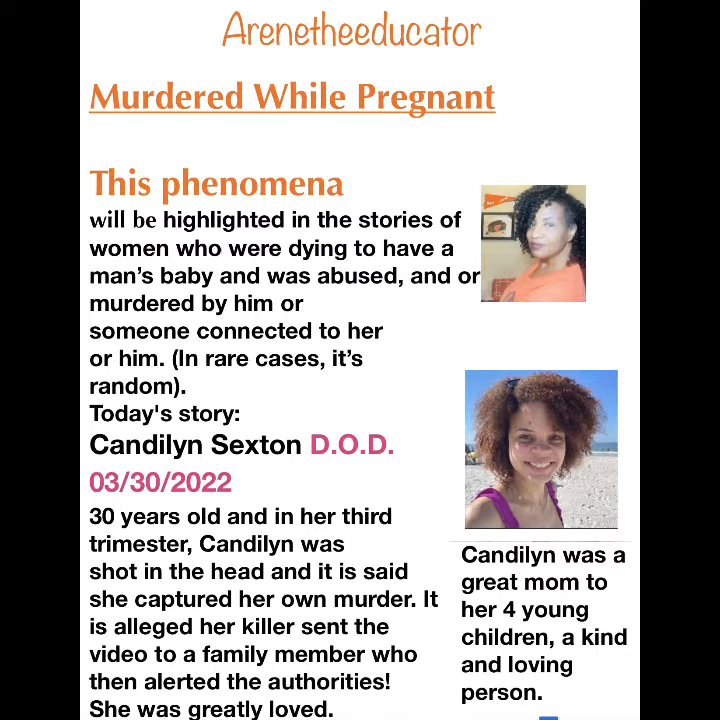 Arenetheeducator
Murdered While Pregnant
This phenomena
will be highlighted in the stories of
women who were dying to have a
man’s baby and was abused, and or
murdered by him or
someone connected to her
or him. (In rare cases, it’s
random).
Today's story:
Candilyn Sexton D.O.D.
03/30/2022
30 years old and in her third
trimester, Candilyn was
shot in the head and it is said
she captured her own murder. It
is alleged her killer sent the
video to a family member who
then alerted the authorities!
She was greatly loved.
Candilyn was a
great mom to
her 4 young
children, a kind
and loving
person.